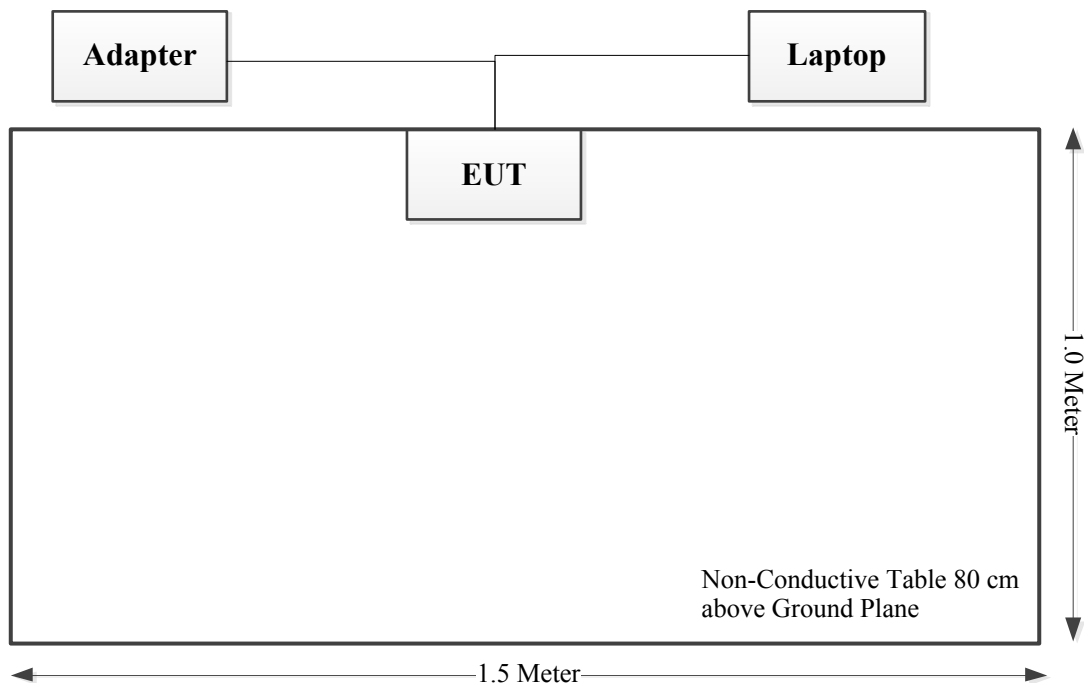 Adapter
Laptop
EUT
1.0 Meter
Non-Conductive Table 80 cm
above Ground Plane
1.5 Meter